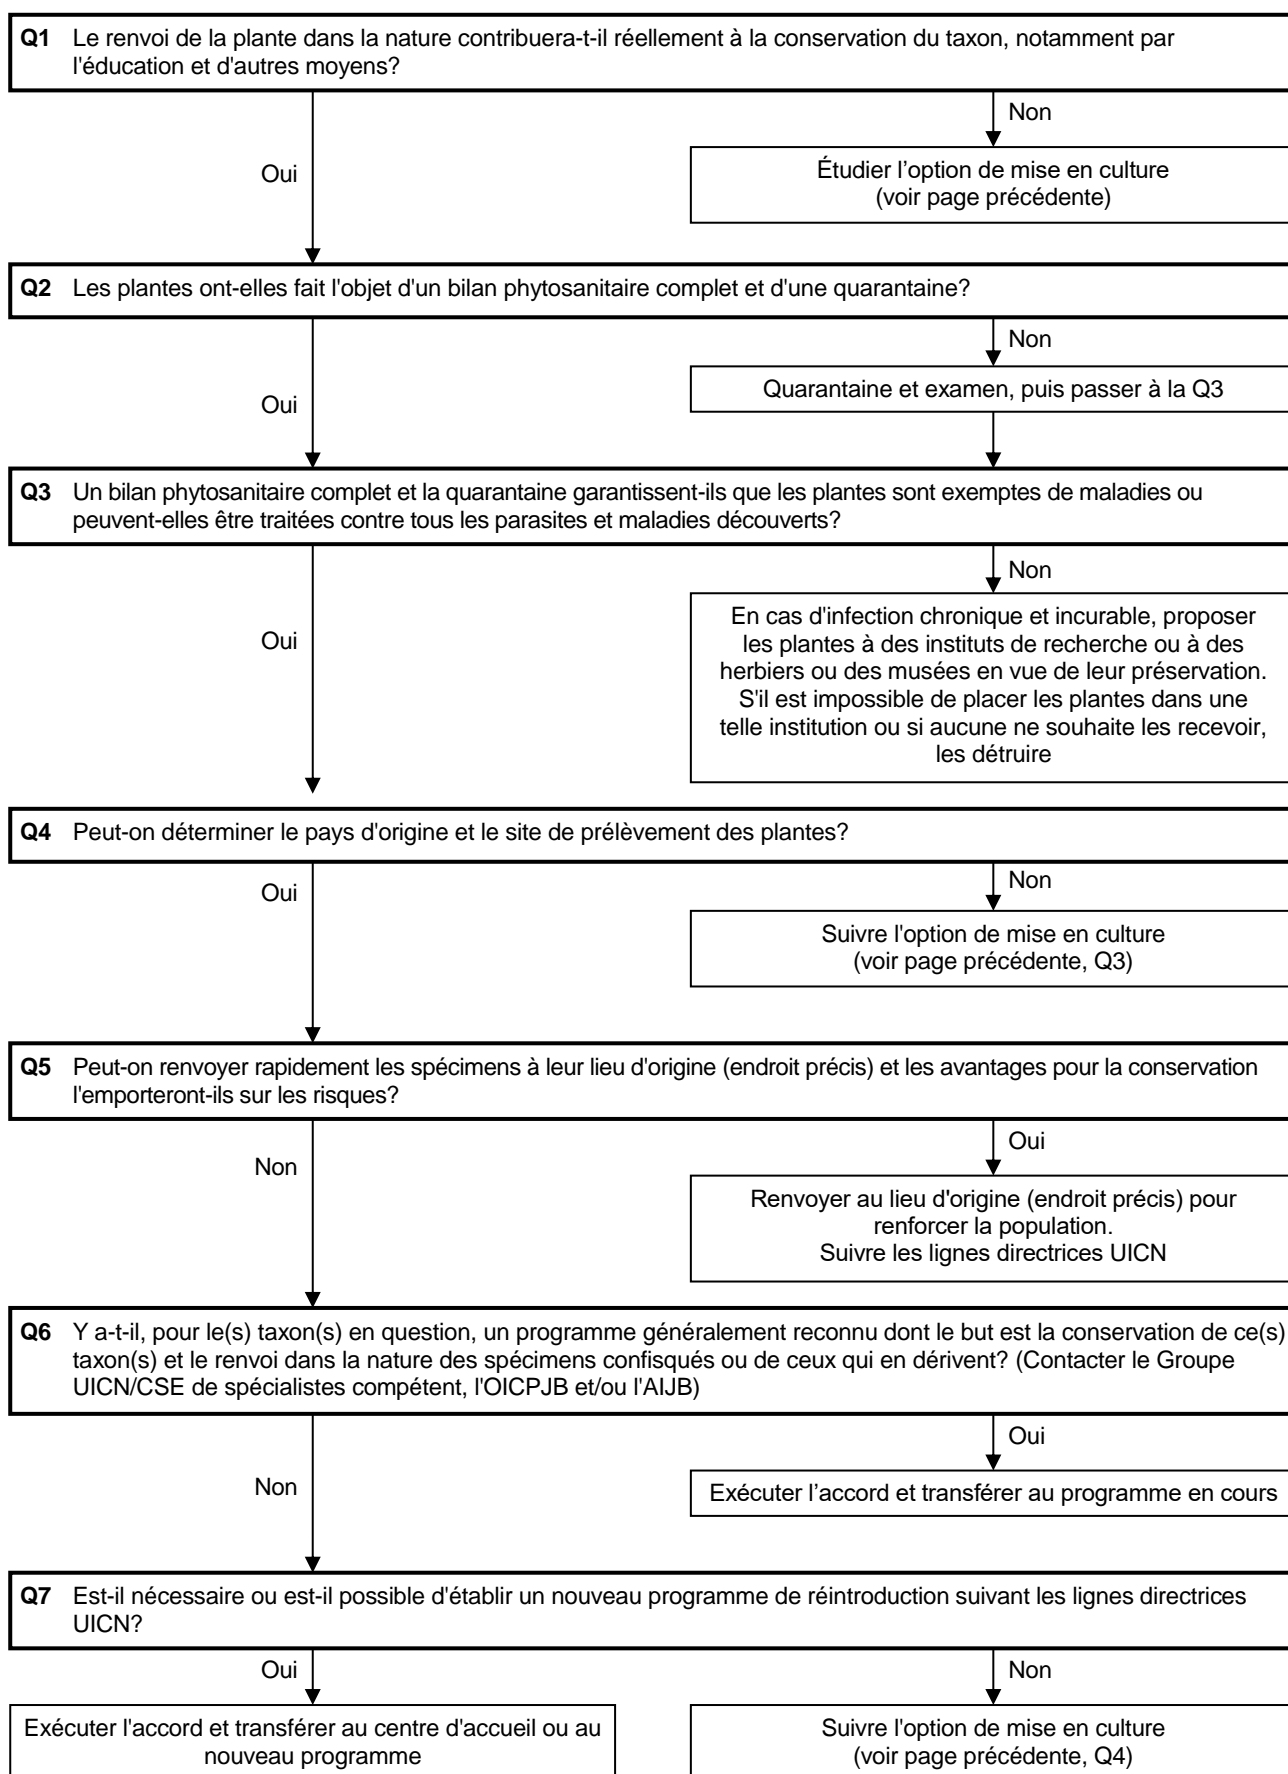 Q1 Le renvoi de la plante dans la nature contribuera-t-il réellement à la conservation du taxon, notamment par
l'éducation et d'autres moyens?
Non
Oui
Étudier l’option de mise en culture
(voir page précédente)
Q2 Les plantes ont-elles fait l'objet d'un bilan phytosanitaire complet et d'une quarantaine?
Non
Oui
Quarantaine et examen, puis passer à la Q3
Q3 Un bilan phytosanitaire complet et la quarantaine garantissent-ils que les plantes sont exemptes de maladies ou
peuvent-elles être traitées contre tous les parasites et maladies découverts?
Non
Oui
En cas d'infection chronique et incurable, proposer
les plantes à des instituts de recherche ou à des
herbiers ou des musées en vue de leur préservation.
S'il est impossible de placer les plantes dans une
telle institution ou si aucune ne souhaite les recevoir,
les détruire
Q4 Peut-on déterminer le pays d'origine et le site de prélèvement des plantes?
Non
Oui
Suivre l'option de mise en culture
(voir page précédente, Q3)
Q5 Peut-on renvoyer rapidement les spécimens à leur lieu d'origine (endroit précis) et les avantages pour la conservation
l'emporteront-ils sur les risques?
Oui
Non
Renvoyer au lieu d'origine (endroit précis) pour
renforcer la population.
Suivre les lignes directrices UICN
Q6 Y a-t-il, pour le(s) taxon(s) en question, un programme généralement reconnu dont le but est la conservation de ce(s)
taxon(s) et le renvoi dans la nature des spécimens confisqués ou de ceux qui en dérivent? (Contacter le Groupe
UICN/CSE de spécialistes compétent, l'OICPJB et/ou l'AIJB)
Oui
Non
Exécuter l’accord et transférer au programme en cours
Q7 Est-il nécessaire ou est-il possible d'établir un nouveau programme de réintroduction suivant les lignes directrices
UICN?
Oui
Non
Exécuter l'accord et transférer au centre d'accueil ou au
nouveau programme
Suivre l'option de mise en culture
(voir page précédente, Q4)